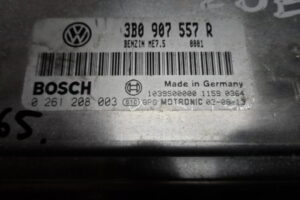 3B0 907 557 R
BENZIN ME7.5 0001
BOSCH
Made in Germany
1039S00000 1159 0364
0 261 208 003
MOTRONIC 02-08-13
65.